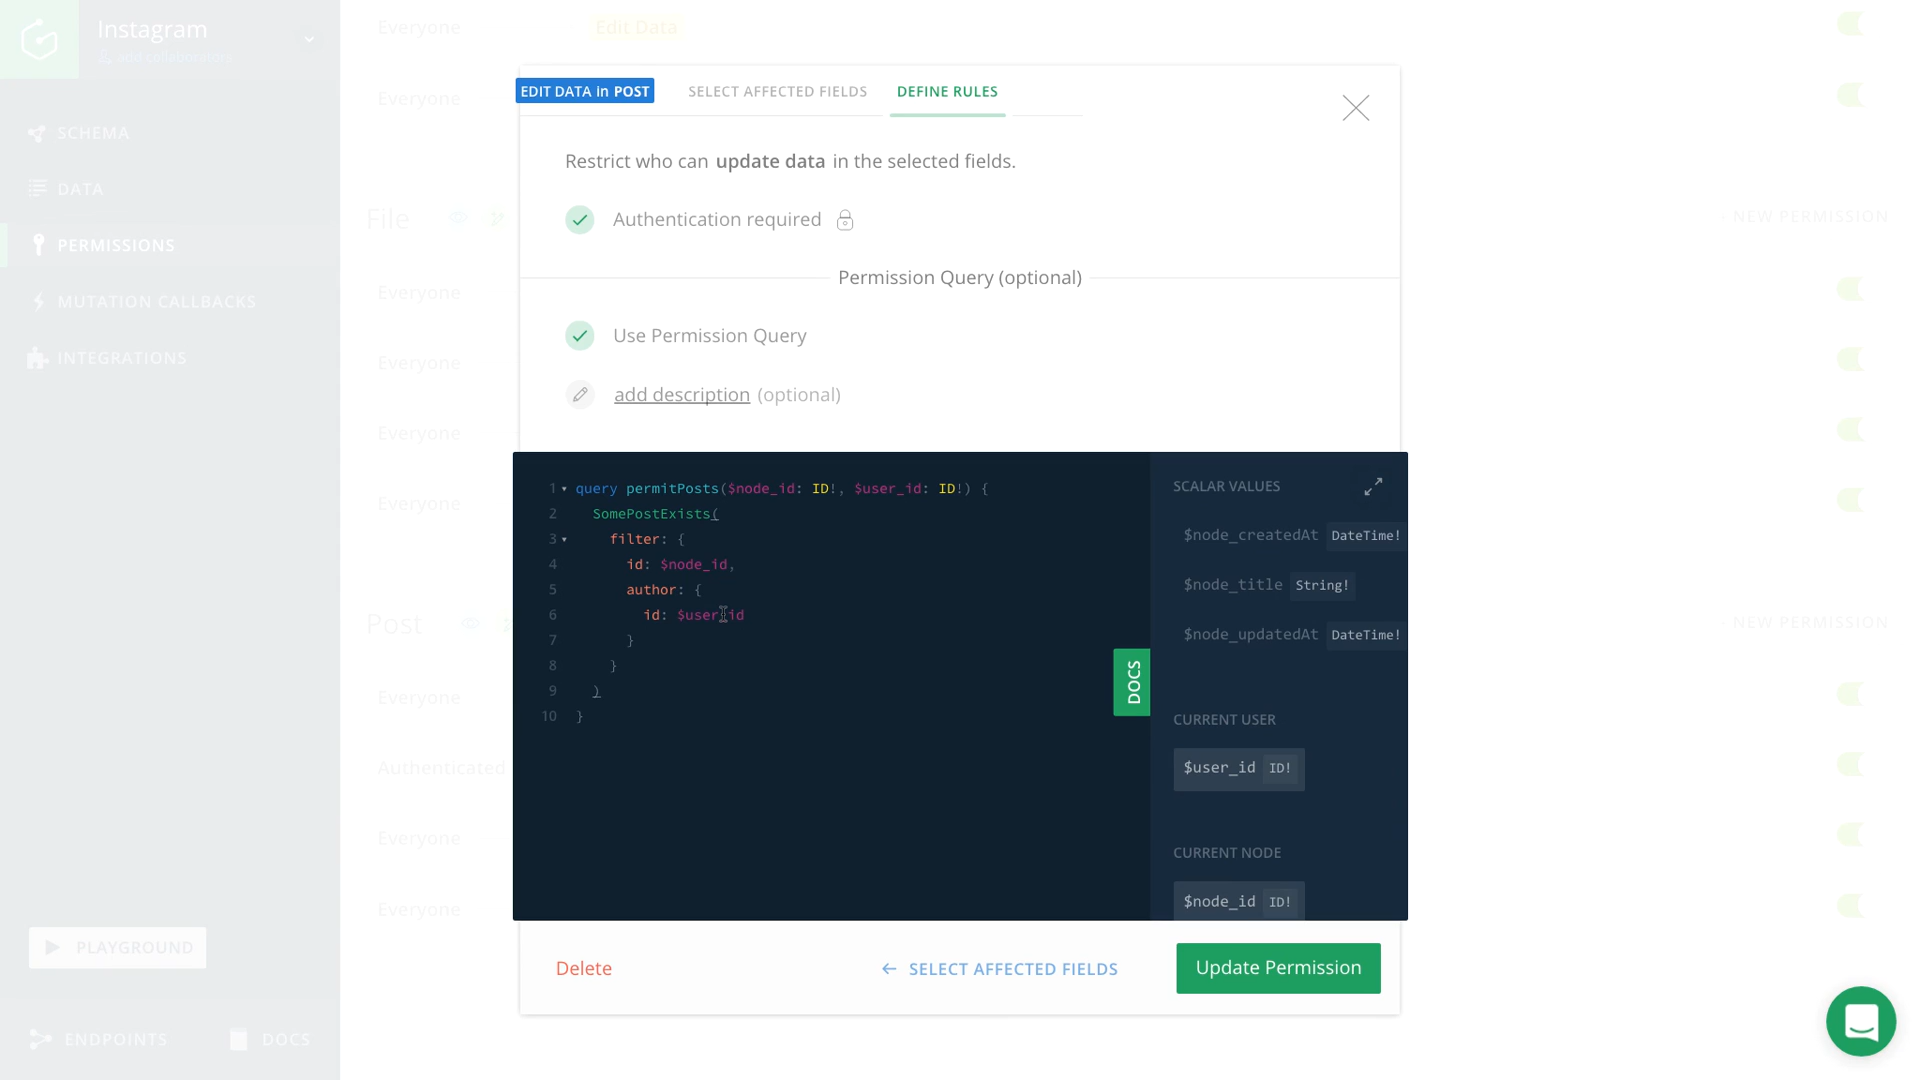 Instagram
add collaborators
SCHEMA
DATA
PERMISSIONS
MUTATION CALLBACKS
INTEGRATIONS
PLAYGROUND
ENDPOINTS
DOCS
Everyone
Edit Data
Everyone
File
NEW PERMISSION
Everyone
Everyone
Everyone
Everyone
Post
NEW PERMISSION
Everyone
Authenticated
Everyone
Everyone
EDIT DATA in POST
SELECT AFFECTED FIELDS
DEFINE RULES
Restrict who can update data in the selected fields.
Authentication required
Permission Query (optional)
Use Permission Query
add description (optional)
1 query permitPosts($node_id: ID!, $user_id: ID!) {
2 SomePostExists(
3 filter: {
4 id: $node_id,
5 author: {
6 id: $user_id
7 }
8 }
9 )
10 }
DOCS
SCALAR VALUES
$node_createdAt DateTime!
$node_title String!
$node_updatedAt DateTime!
CURRENT USER
$user_id ID!
CURRENT NODE
$node_id ID!
Delete
← SELECT AFFECTED FIELDS
Update Permission